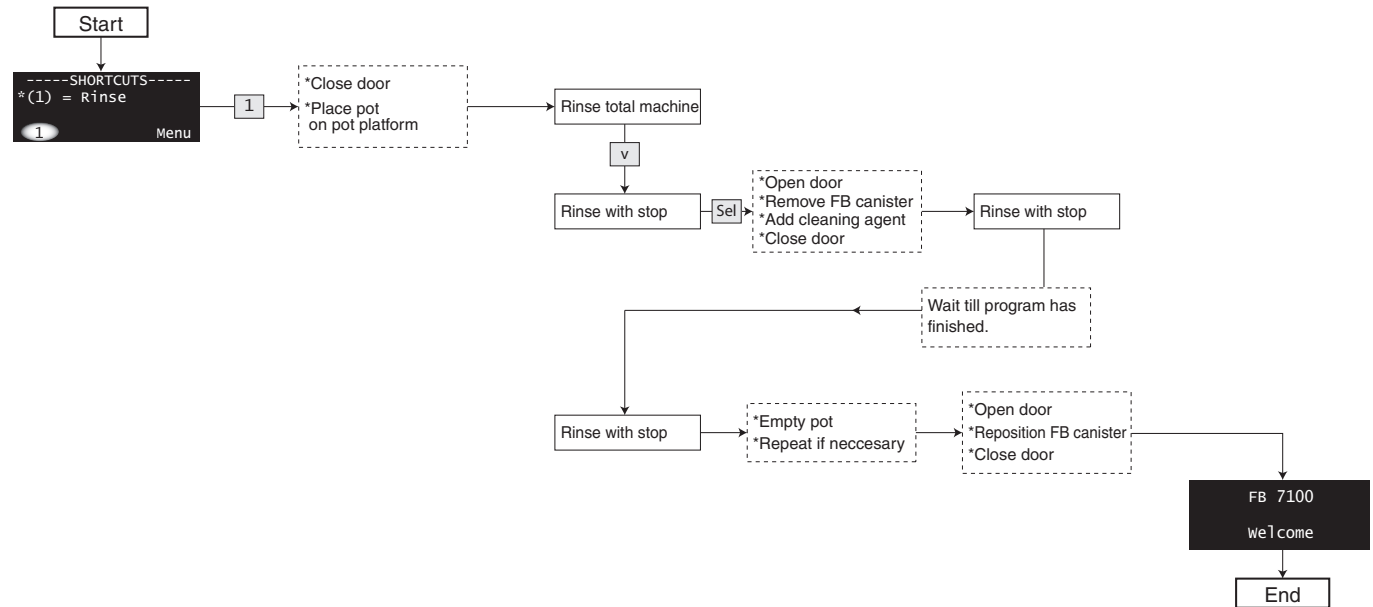 Start
-----SHORTCUTS-----
*(1) = Rinse
1 Menu
1
*Close door
*Place pot
on pot platform
Rinse total machine
v
Rinse with stop
Sel
*Open door
*Remove FB canister
*Add cleaning agent
*Close door
Rinse with stop
Wait till program has
finished.
Rinse with stop
*Empty pot
*Repeat if neccesary
*Open door
*Reposition FB canister
*Close door
FB 7100
Welcome
End